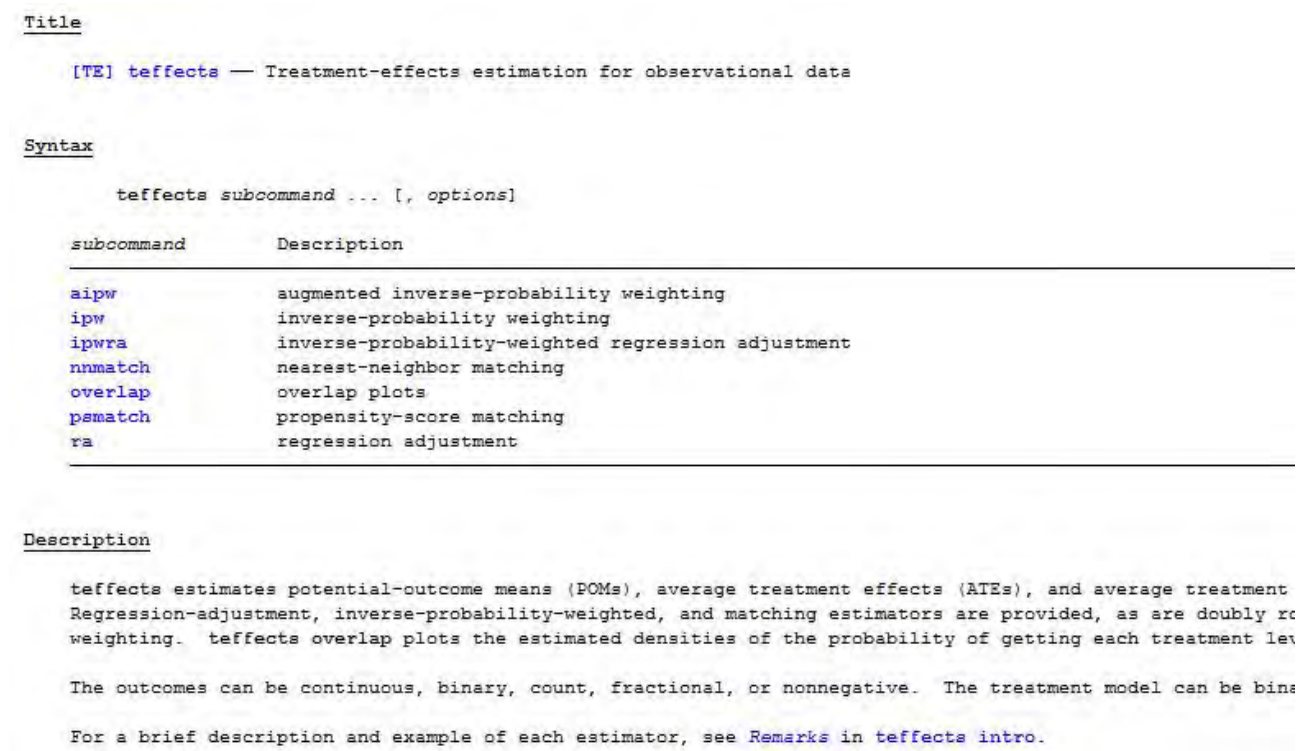 Title
[TE] teffects — Treatment-effects estimation for observational data
Syntax
teffects subcommand ... [, options]
subcommand Description
aipw augmented inverse-probability weighting
ipw inverse-probability weighting
ipwra inverse-probability-weighted regression adjustment
nnmatch nearest-neighbor matching
overlap overlap plots
psmatch propensity-score matching
ra regression adjustment
Description
teffects estimates potential-outcome means (POMs), average treatment effects (ATEs), and average treatment
Regression-adjustment, inverse-probability-weighted, and matching estimators are provided, as are doubly
weighting. teffects overlap plots the estimated densities of the probability of getting each treatment
The outcomes can be continuous, binary, count, fractional, or nonnegative. The treatment model can be
For a brief description and example of each estimator, see Remarks in teffects intro.